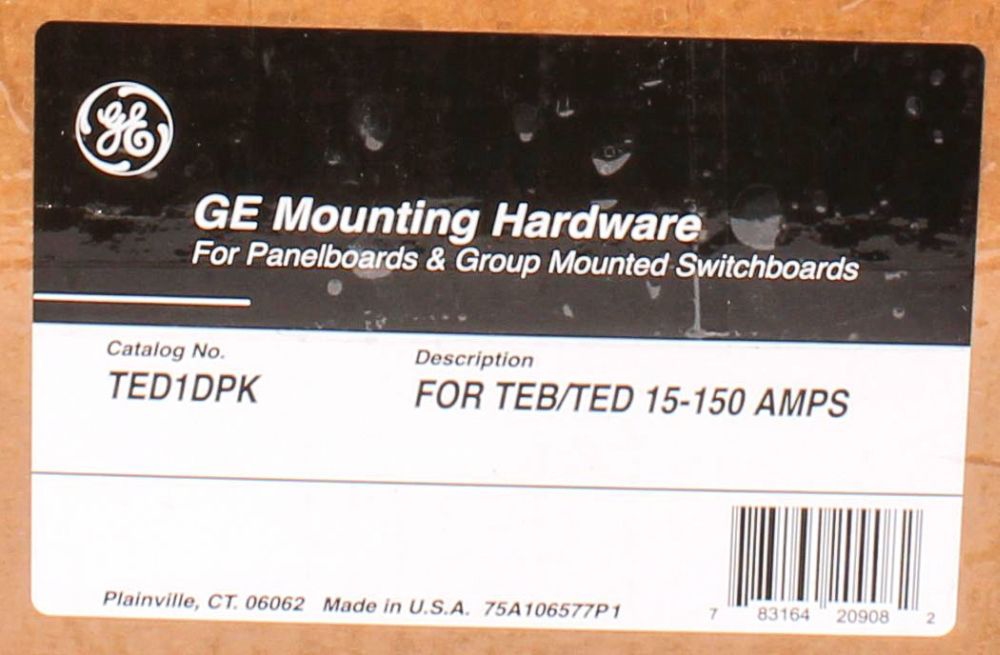 GE
GE Mounting Hardware
For Panelboards & Group Mounted Switchboards
Catalog No. Description
TED1DPK FOR TEB/TED 15-150 AMPS
Plainville, CT. 06062 Made in U.S.A. 75A106577P1
7 83164 20908 2